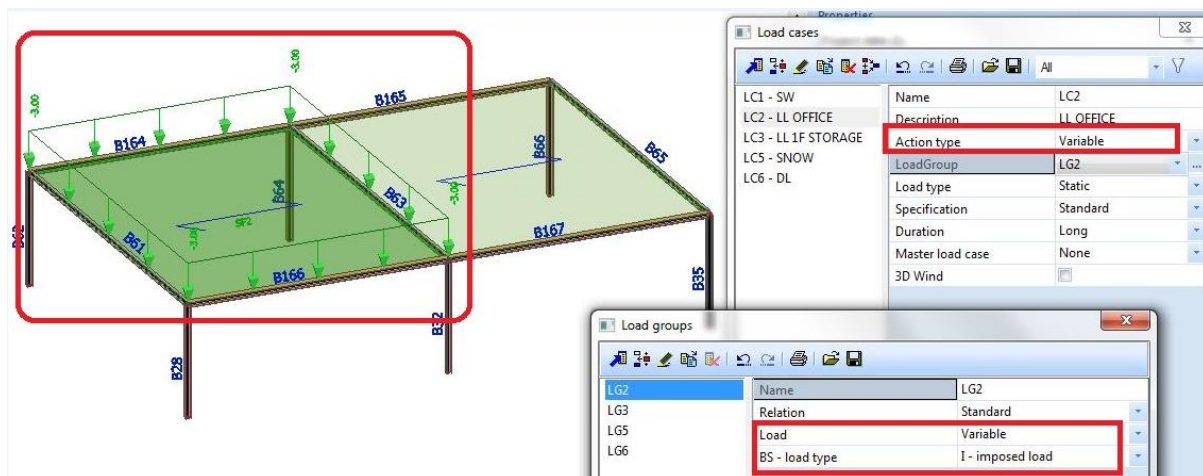 Properties
Load cases
All
LC1 - SW
LC2 - LL OFFICE
LC3 - LL 1F STORAGE
LC5 - SNOW
LC6 - DL
Name LC2
Description LL OFFICE
Action type Variable
LoadGroup LG2 ...
Load type Static
Specification Standard
Duration Long
Master load case None
3D Wind
-3.00
-3.00
B165
B164
B66
B65
B64
B63
-3.00
B62
-3.00
B61
B167
B166
B35
B32
B28
Load groups
LG2
LG3
LG5
LG6
Name LG2
Relation Standard
Load Variable
BS - load type I - imposed load